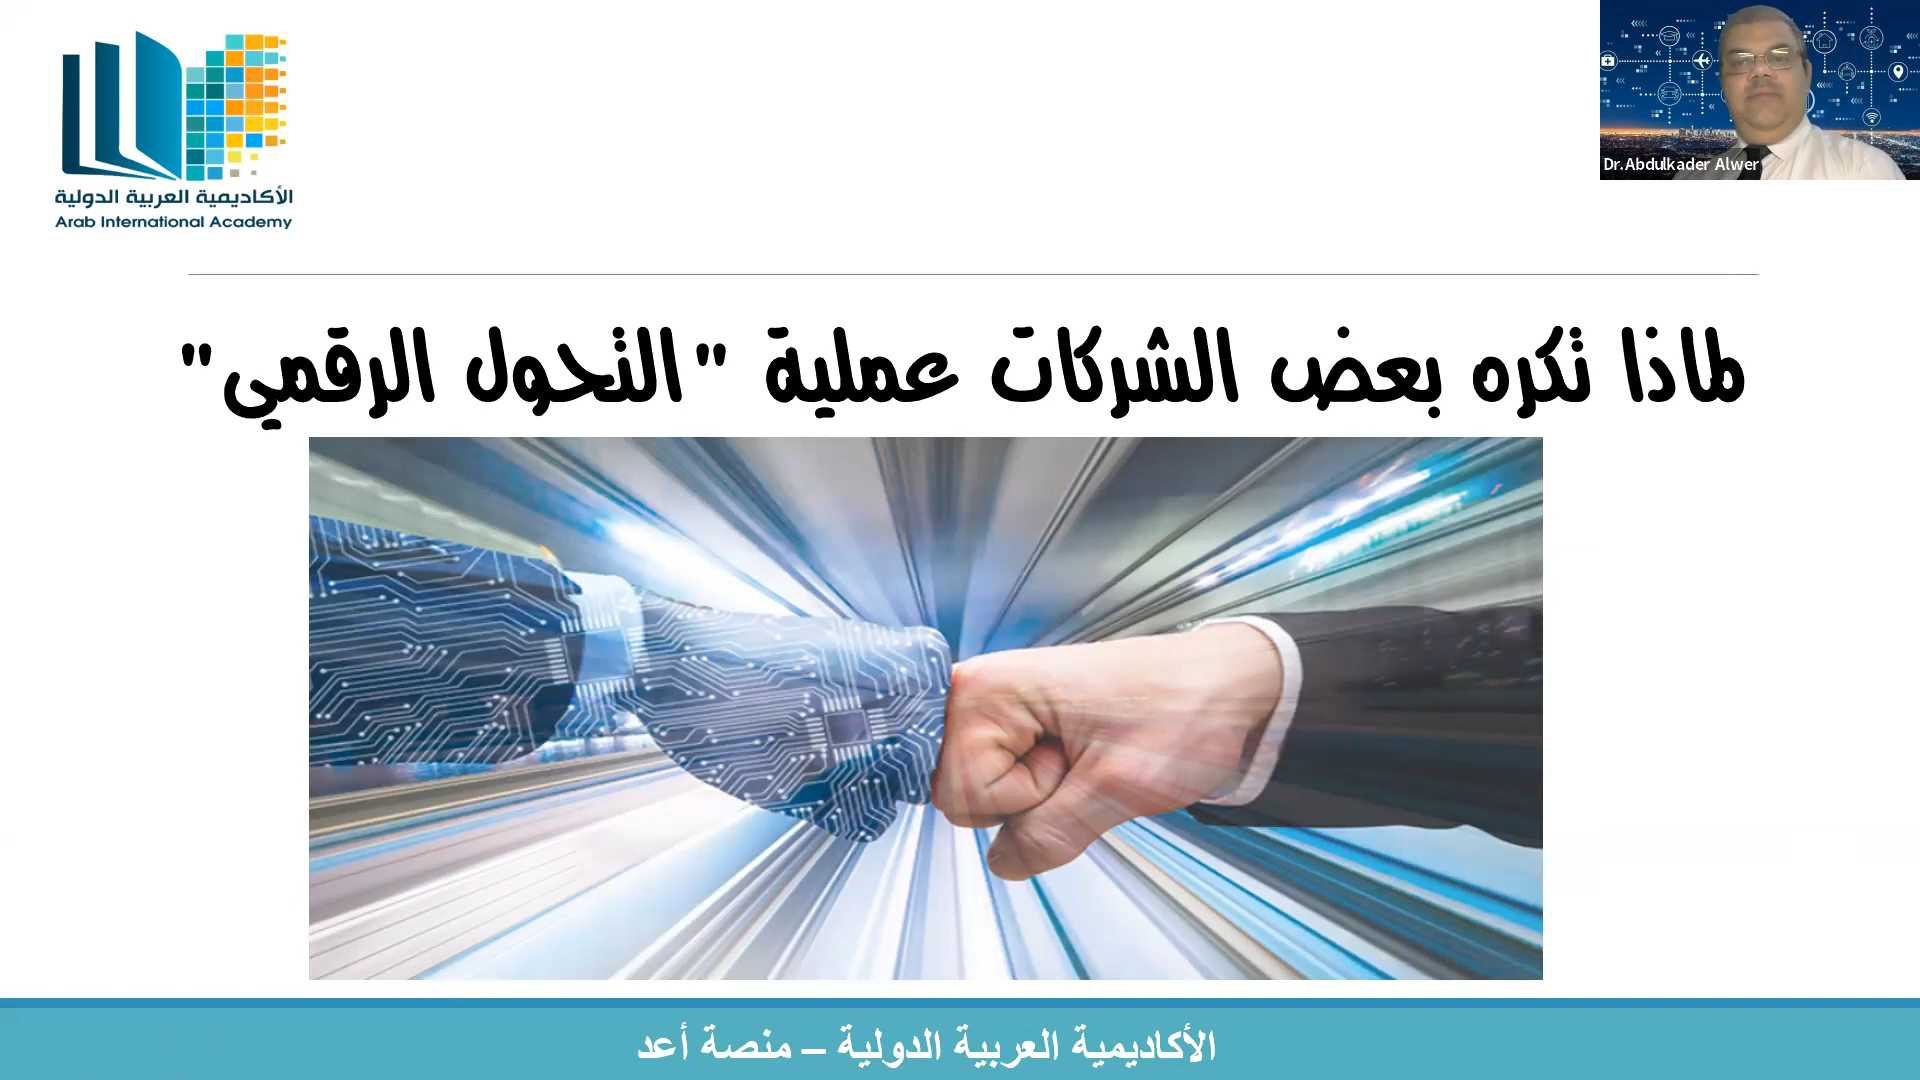 الأكاديمية العربية الدولية
Arab International Academy
Dr.Abdulkader Alwer
لماذا تكره بعض الشركات عملية "التحول الرقمي"
الأكاديمية العربية الدولية – منصة أعد